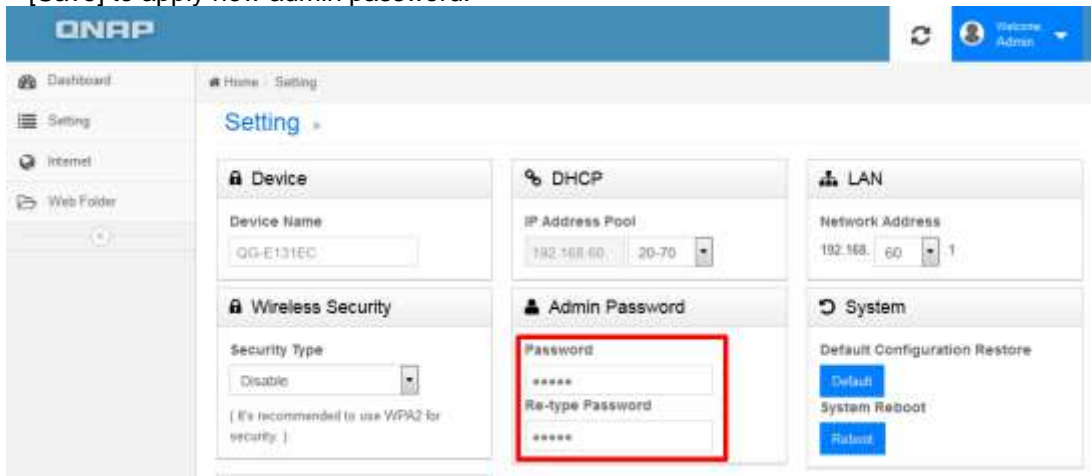 [Save] to apply new admin password.
QNAP
Welcome
Admin
Dashboard
Home Setting
Setting
Setting
Internet
Web Folder
Device
Device Name
QG-E131EC
DHCP
IP Address Pool
192.168.60. 20-70
LAN
Network Address
192.168. 60 .1
Wireless Security
Security Type
Disable
( It's recommended to use WPA2 for
security. )
Admin Password
Password
*****
Re-type Password
*****
System
Default Configuration Restore
Default
System Reboot
Reboot